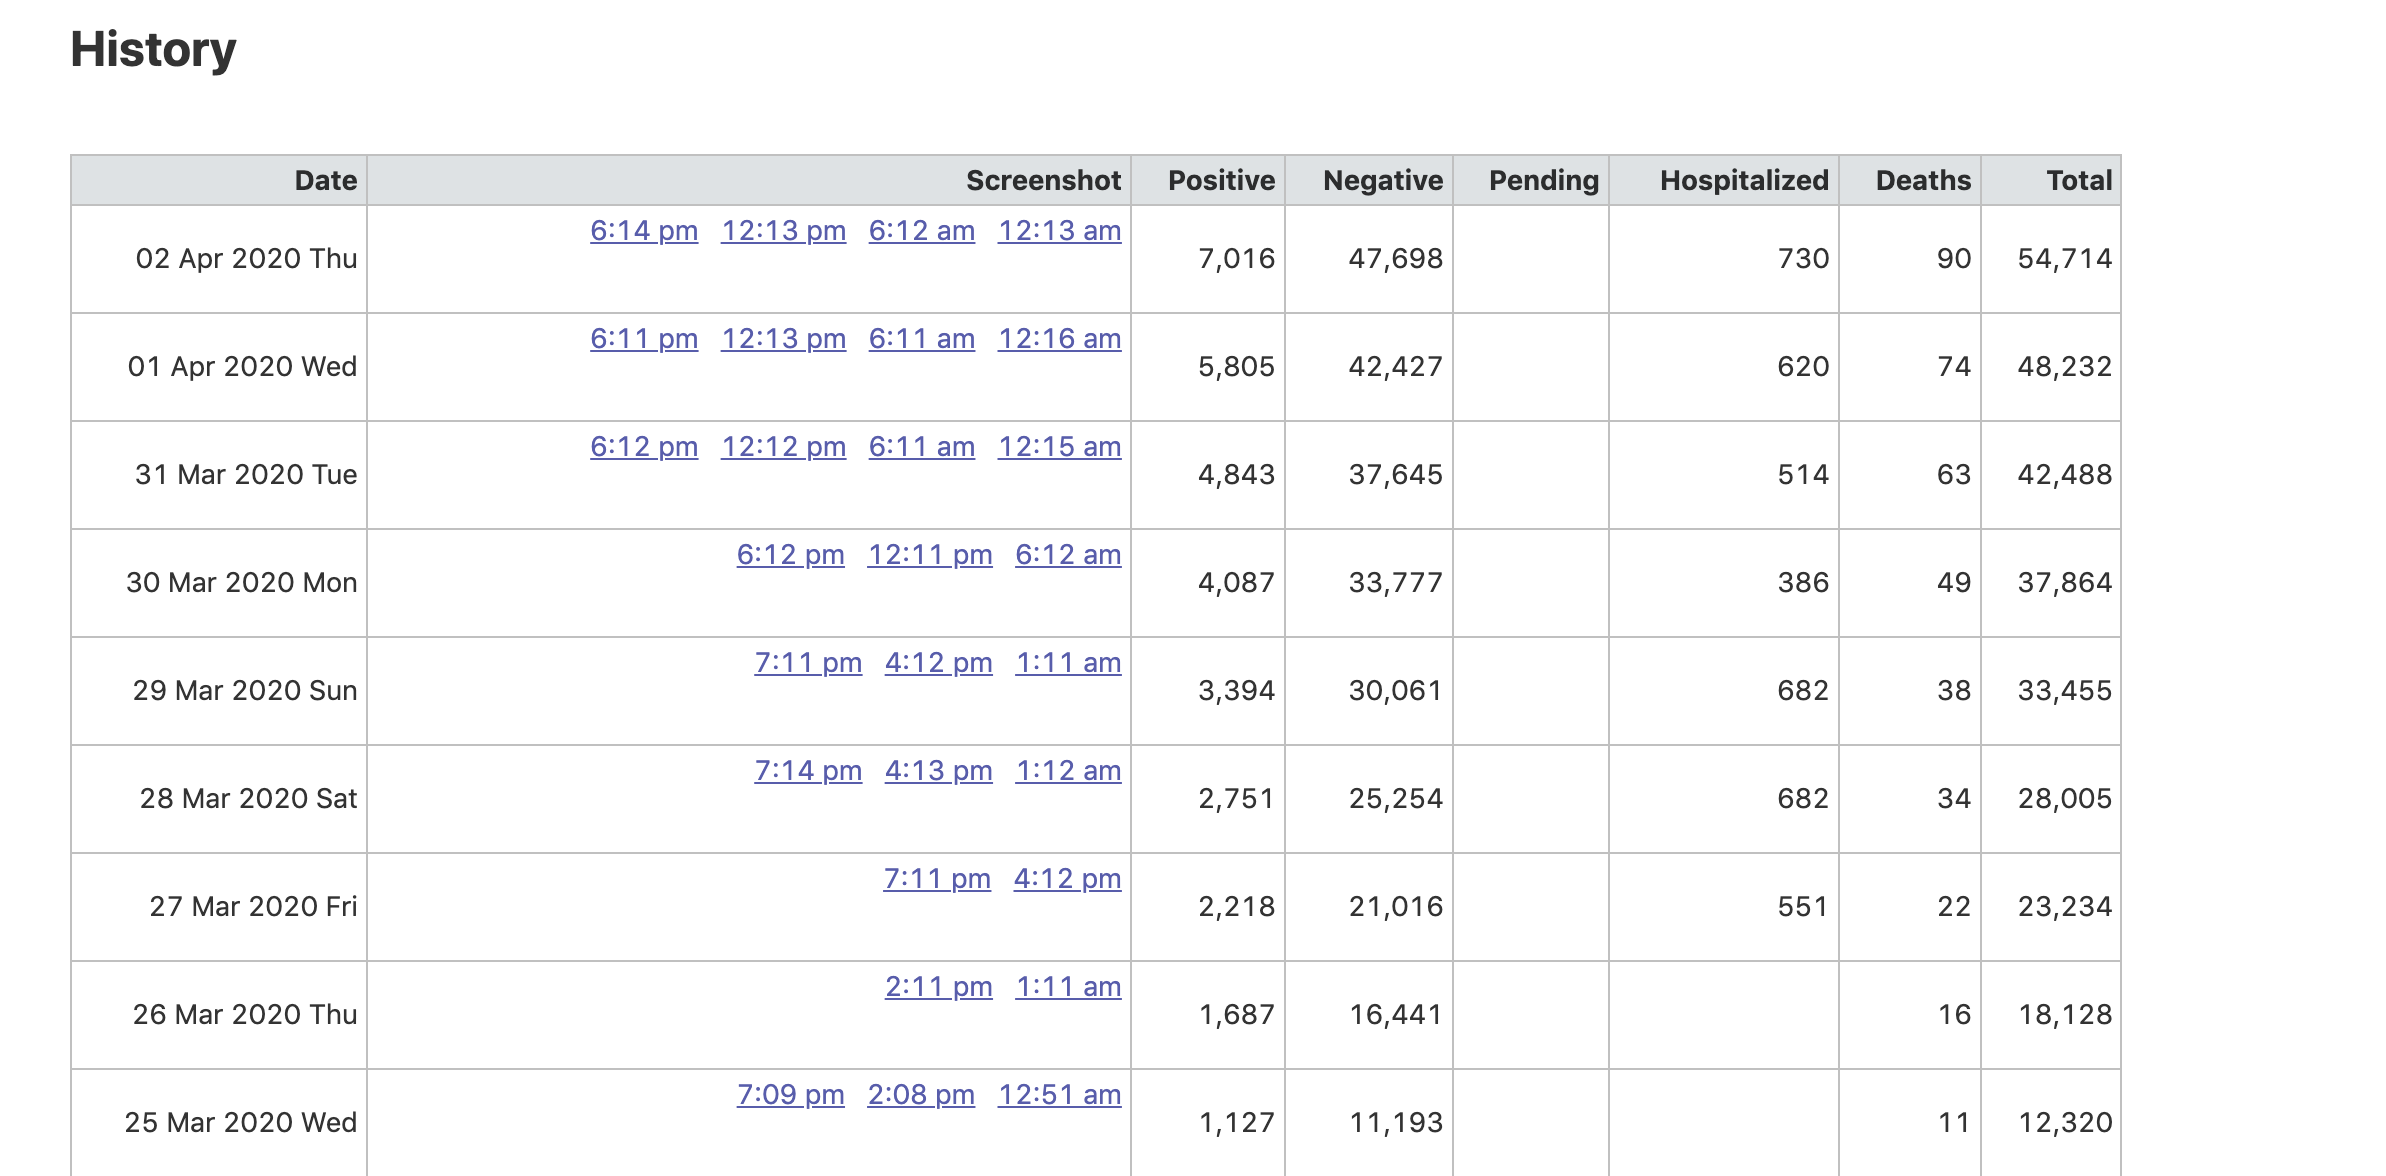 History
Date Screenshot Positive Negative Pending Hospitalized Deaths Total
6:14 pm 12:13 pm 6:12 am 12:13 am
02 Apr 2020 Thu 7,016 47,698 730 90 54,714
6:11 pm 12:13 pm 6:11 am 12:16 am
01 Apr 2020 Wed 5,805 42,427 620 74 48,232
6:12 pm 12:12 pm 6:11 am 12:15 am
31 Mar 2020 Tue 4,843 37,645 514 63 42,488
6:12 pm 12:11 pm 6:12 am
30 Mar 2020 Mon 4,087 33,777 386 49 37,864
7:11 pm 4:12 pm 1:11 am
29 Mar 2020 Sun 3,394 30,061 682 38 33,455
7:14 pm 4:13 pm 1:12 am
28 Mar 2020 Sat 2,751 25,254 682 34 28,005
7:11 pm 4:12 pm
27 Mar 2020 Fri 2,218 21,016 551 22 23,234
2:11 pm 1:11 am
26 Mar 2020 Thu 1,687 16,441 16 18,128
7:09 pm 2:08 pm 12:51 am
25 Mar 2020 Wed 1,127 11,193 11 12,320